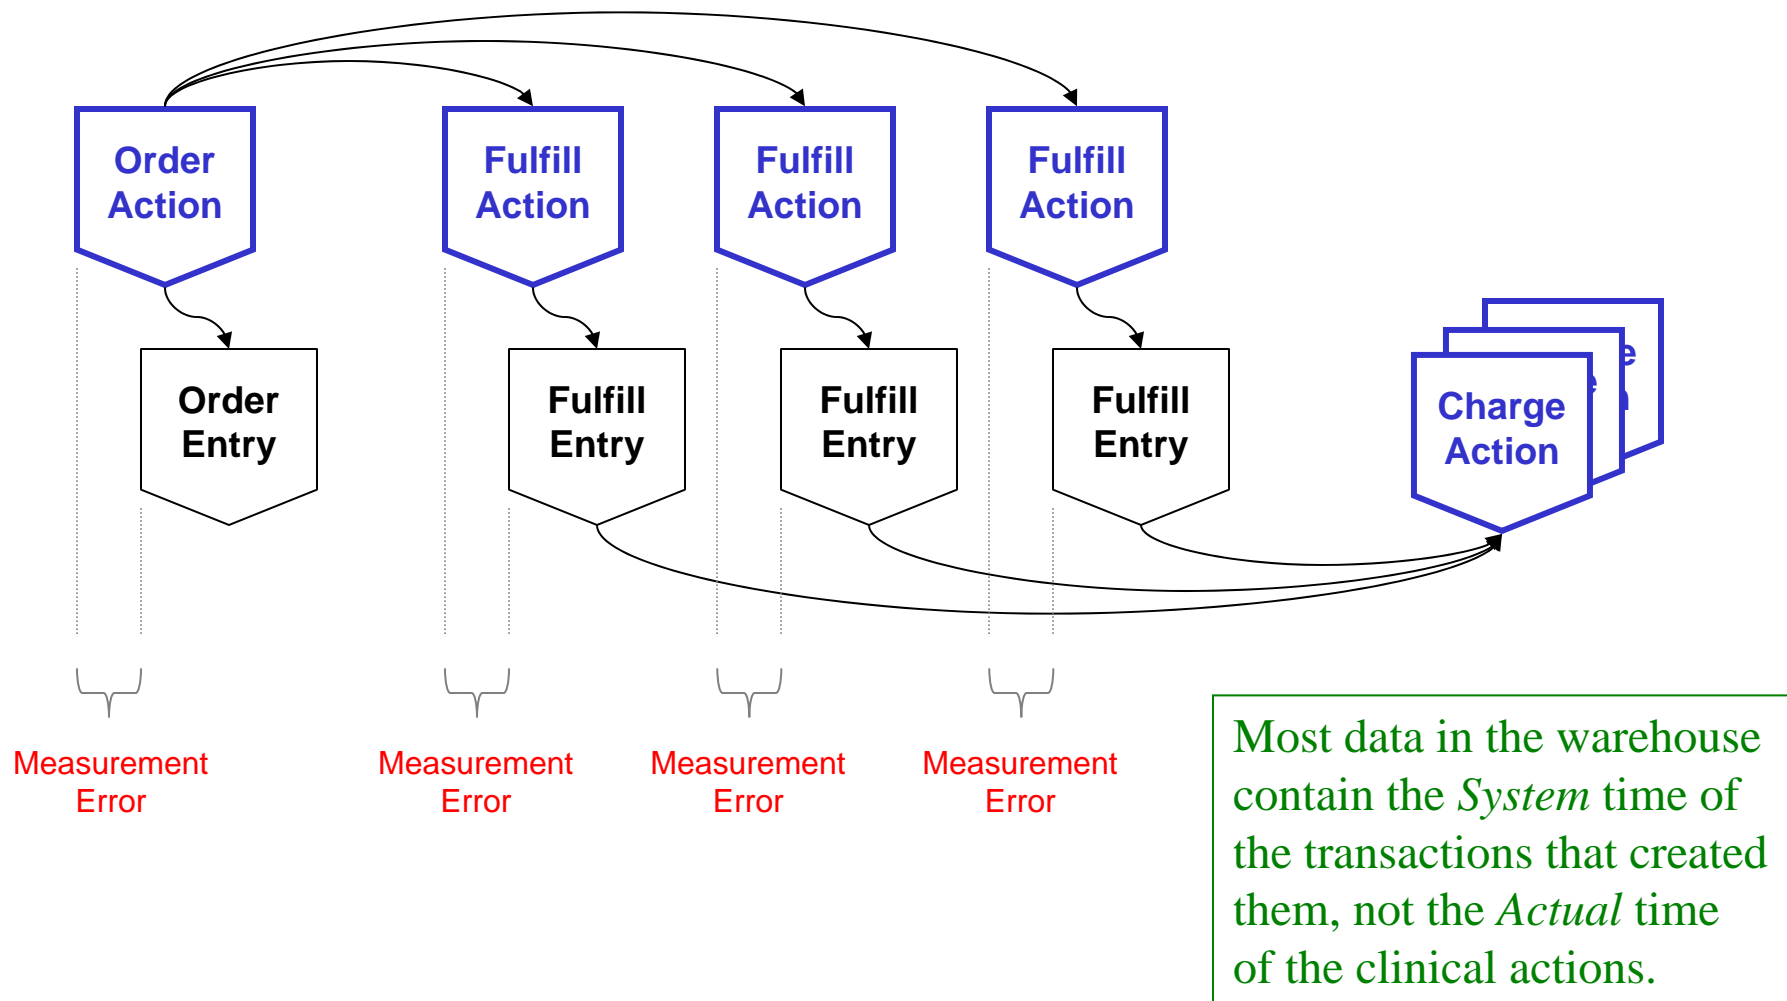 Order
Action
Fulfill
Action
Fulfill
Action
Fulfill
Action
Order
Entry
Fulfill
Entry
Fulfill
Entry
Fulfill
Entry
Charge
Action
Measurement
Error
Measurement
Error
Measurement
Error
Measurement
Error
Most data in the warehouse
contain the System time of
the transactions that created
them, not the Actual time
of the clinical actions.